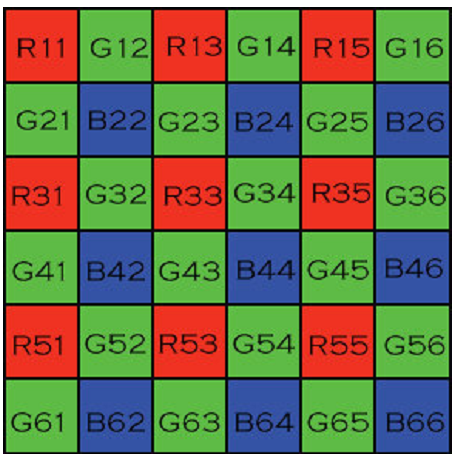 R11 G12 R13 G14 R15 G16
G21 B22 G23 B24 G25 B26
R31 G32 R33 G34 R35 G36
G41 B42 G43 B44 G45 B46
R51 G52 R53 G54 R55 G56
G61 B62 G63 B64 G65 B66